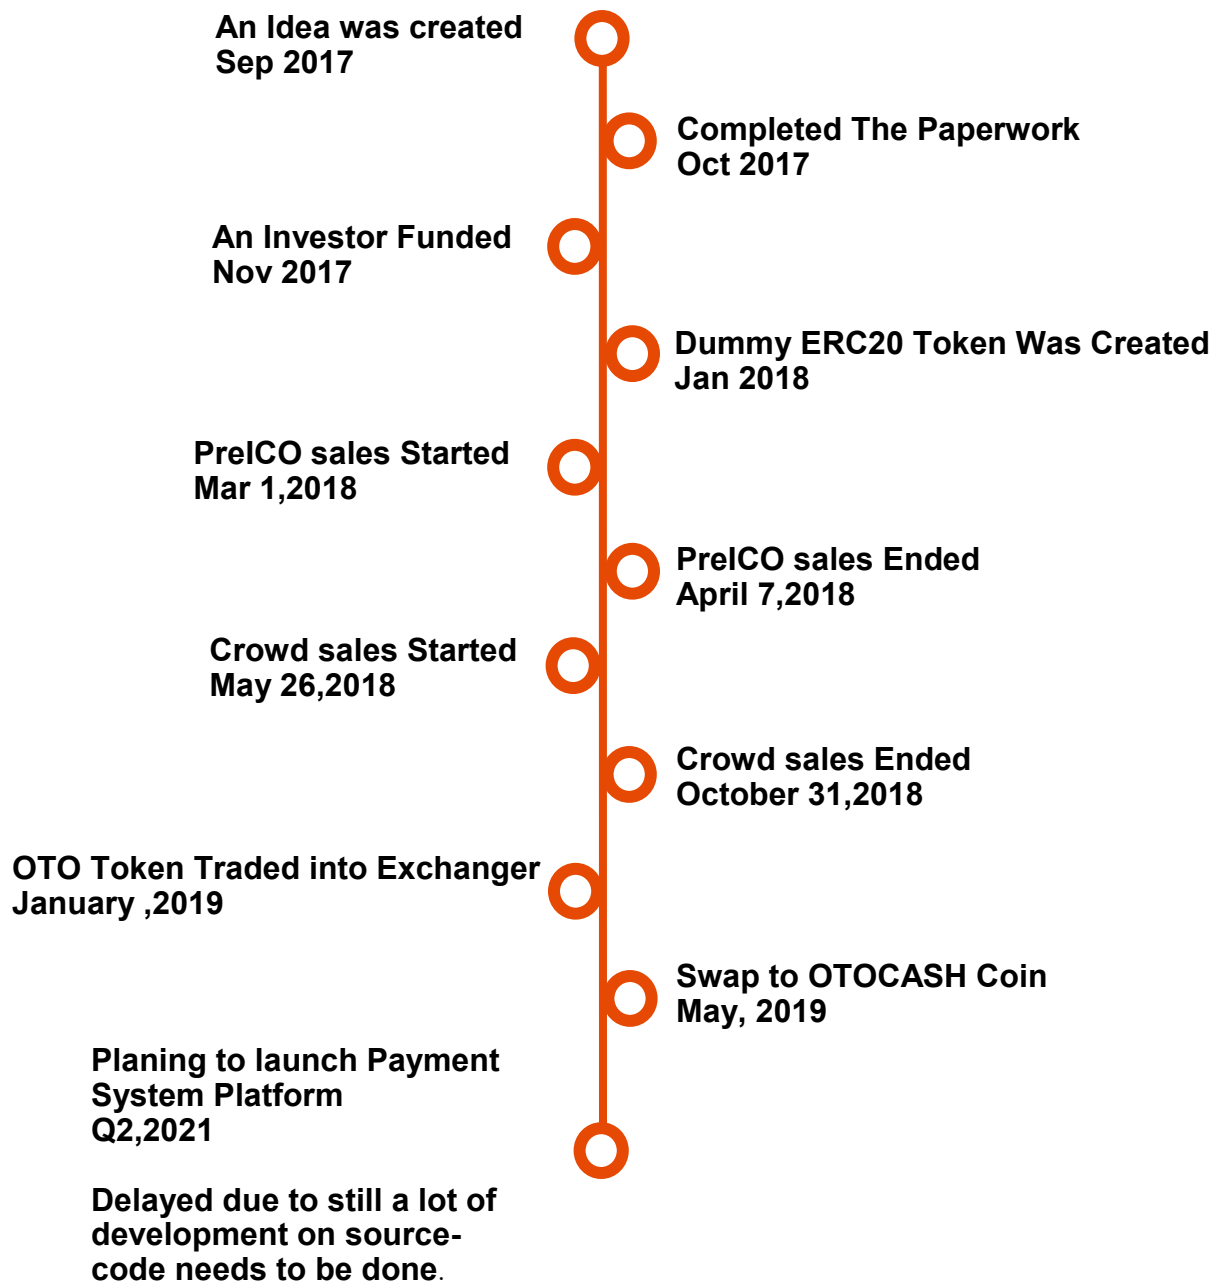 An Idea was created
Sep 2017
Completed The Paperwork
Oct 2017
An Investor Funded
Nov 2017
Dummy ERC20 Token Was Created
Jan 2018
PreICO sales Started
Mar 1,2018
PreICO sales Ended
April 7,2018
Crowd sales Started
May 26,2018
Crowd sales Ended
October 31,2018
OTO Token Traded into Exchanger
January ,2019
Swap to OTOCASH Coin
May, 2019
Planing to launch Payment
System Platform
Q2,2021
Delayed due to still a lot of
development on source-
code needs to be done.